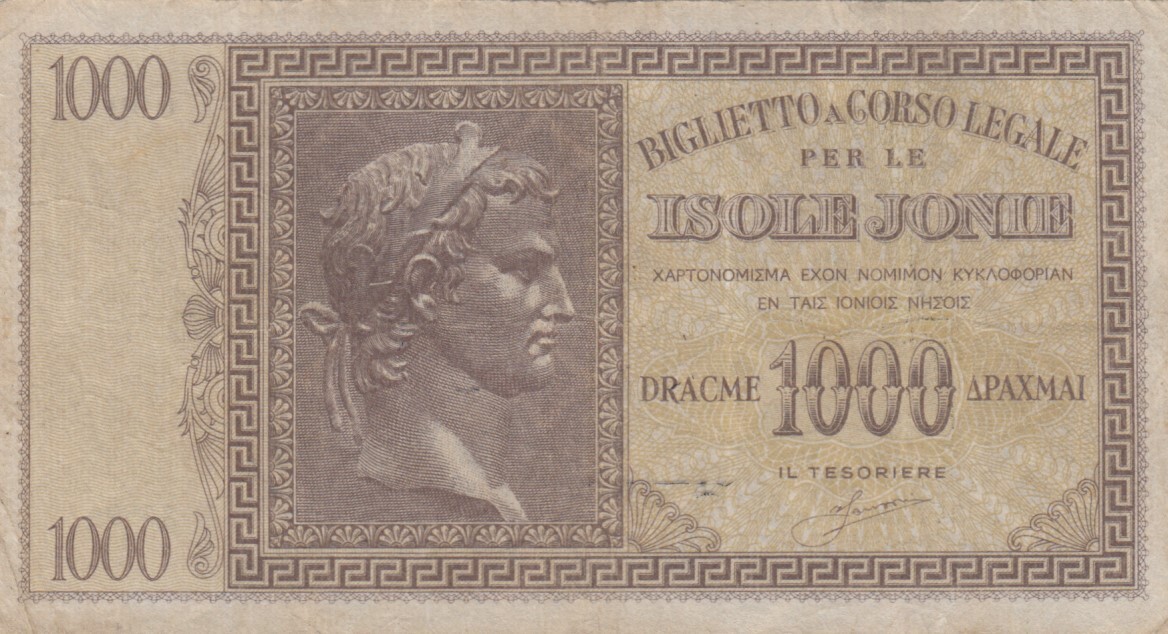 1000
BIGLIETTO A CORSO LEGALE
PER LE
ISOLE JONIE
ΧΑΡΤΟΝΟΜΙΣΜΑ ΕΧΟΝ ΝΟΜΙΜΟΝ ΚΥΚΛΟΦΟΡΙΑΝ
ΕΝ ΤΑΙΣ ΙΟΝΙΟΙΣ ΝΗΣΟΙΣ
DRACME 1000 ΔΡΑΧΜΑΙ
IL TESORIERE
1000